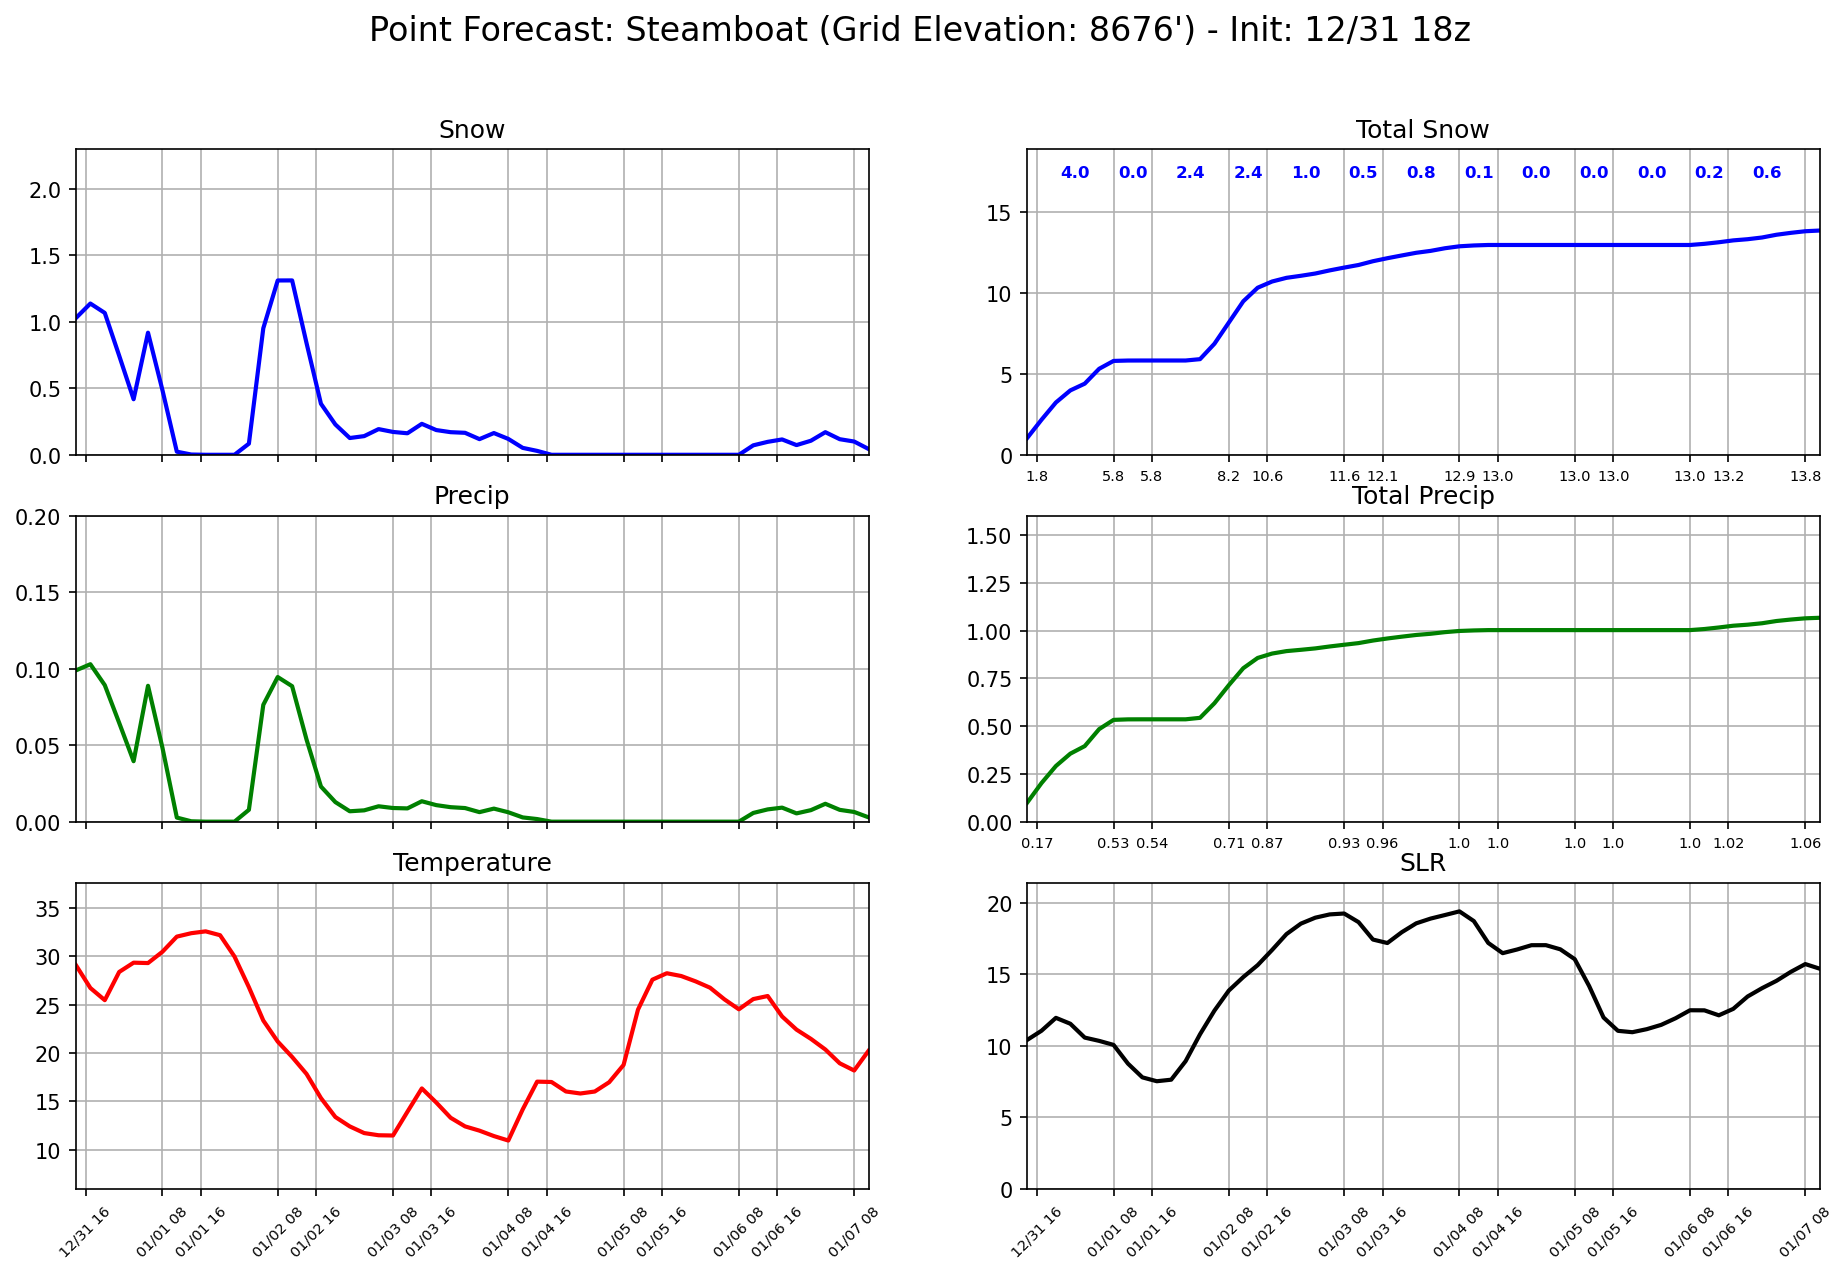 Point Forecast: Steamboat (Grid Elevation: 8676') - Init: 12/31 18z
Snow
2.0
1.5
1.0
0.5
0.0
Total Snow
4.0 0.0 2.4 2.4 1.0 0.5 0.8 0.1 0.0 0.0 0.0 0.2 0.6
15
10
5
0
1.8 5.8 5.8 8.2 10.6 11.6 12.1 12.9 13.0 13.0 13.0 13.0 13.2 13.8
Precip
0.20
0.15
0.10
0.05
0.00
Total Precip
1.50
1.25
1.00
0.75
0.50
0.25
0.00
0.17 0.53 0.54 0.71 0.87 0.93 0.96 1.0 1.0 1.0 1.0 1.0 1.02 1.06
Temperature
35
30
25
20
15
10
12/31 16 01/01 08 01/01 16 01/02 08 01/02 16 01/03 08 01/03 16 01/04 08 01/04 16 01/05 08 01/05 16 01/06 08 01/06 16 01/07 08
SLR
20
15
10
5
0
12/31 16 01/01 08 01/01 16 01/02 08 01/02 16 01/03 08 01/03 16 01/04 08 01/04 16 01/05 08 01/05 16 01/06 08 01/06 16 01/07 08